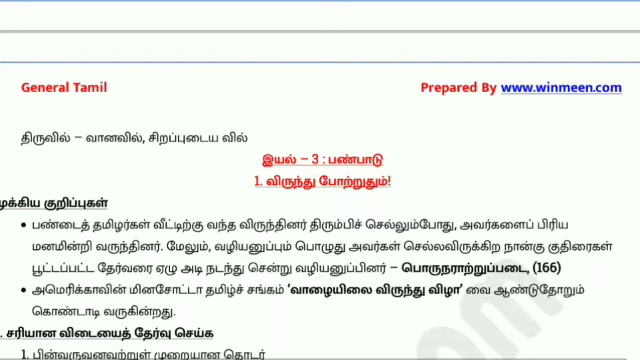 General Tamil Prepared By www.winmeen.com
திருவில் – வானவில், சிறப்புடைய வில்
இயல் – 3 : பண்பாடு
1. விருந்து போற்றுதும்!
முக்கிய குறிப்புகள்
• பண்டைத் தமிழர்கள் வீட்டிற்கு வந்த விருந்தினர் திரும்பிச் செல்லும்போது, அவர்களைப் பிரிய
மனமின்றி வருந்தினர். மேலும், வழியனுப்பும் பொழுது அவர்கள் செல்லவிருக்கிற நான்கு குதிரைகள்
பூட்டப்பட்ட தேர்வரை ஏழு அடி நடந்து சென்று வழியனுப்பினர் – பொருநராற்றுப்படை, (166)
• அமெரிக்காவின் மினசோட்டா தமிழ்ச் சங்கம் ‘வாழையிலை விருந்து விழா’ வை ஆண்டுதோறும்
கொண்டாடி வருகின்றது.
. சரியான விடையைத் தேர்வு செய்க
1. பின்வருவனவற்றுள் முறையான தொடர்